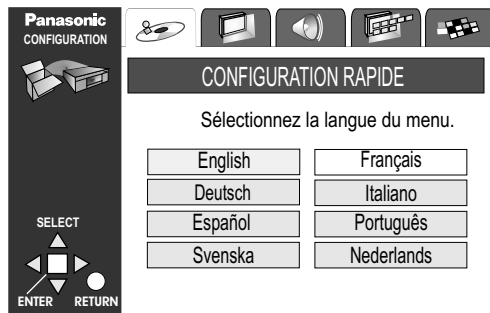 Panasonic
CONFIGURATION
CONFIGURATION RAPIDE
Sélectionnez la langue du menu.
English Français
Deutsch Italiano
Español Português
Svenska Nederlands
SELECT
ENTER RETURN